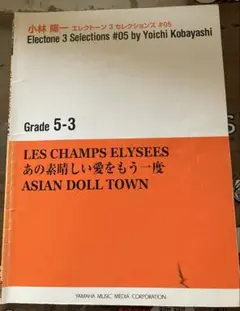 小林 陽一 エレクトーン 3 セレクションズ #05
Electone 3 Selections #05 by Yoichi Kobayashi
Grade 5-3
LES CHAMPS ELYSEES
あの素晴しい愛をもう一度
ASIAN DOLL TOWN
YAMAHA MUSIC MEDIA CORPORATION